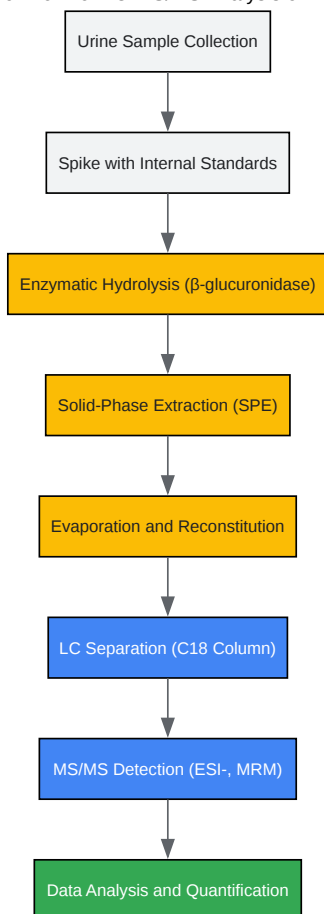 Urine Sample Collection
Spike with Internal Standards
Enzymatic Hydrolysis (β-glucuronidase)
Solid-Phase Extraction (SPE)
Evaporation and Reconstitution
LC Separation (C18 Column)
MS/MS Detection (ESI-, MRM)
Data Analysis and Quantification